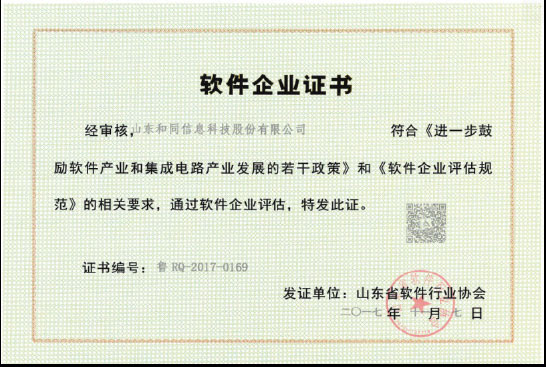 软件企业证书
经审核，山东和同信息科技股份有限公司 符合《进一步鼓
励软件产业和集成电路产业发展的若干政策》和《软件企业评估规
范》的相关要求，通过软件企业评估，特发此证。
证书编号：鲁 RQ-2017-0169
发证单位：山东省软件行业协会
二〇一七 年 月 七 日